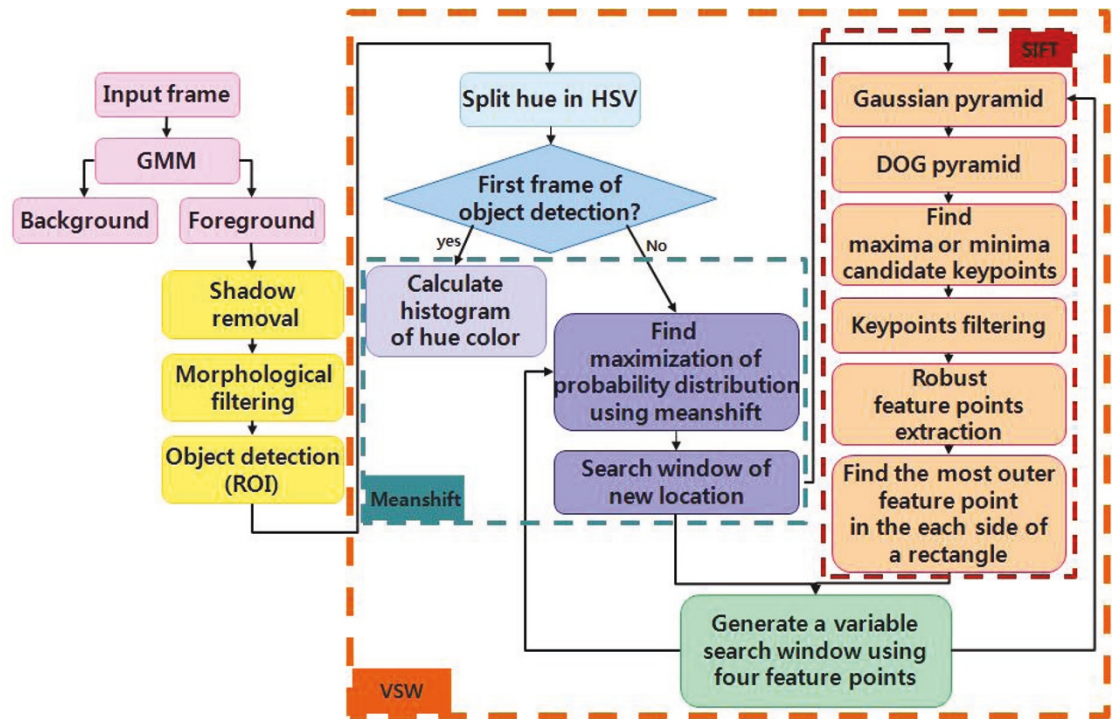 Input frame
GMM
Background
Foreground
Shadow
removal
Morphological
filtering
Object detection
(ROI)
Split hue in HSV
First frame of
object detection?
yes
No
Calculate
histogram
of hue color
Find
maximization of
probability distribution
using meanshift
Search window of
new location
Meanshift
SIFT
Gaussian pyramid
DOG pyramid
Find
maxima or minima
candidate keypoints
Keypoints filtering
Robust
feature points
extraction
Find the most outer
feature point
in the each side of
a rectangle
Generate a variable
search window using
four feature points
VSW